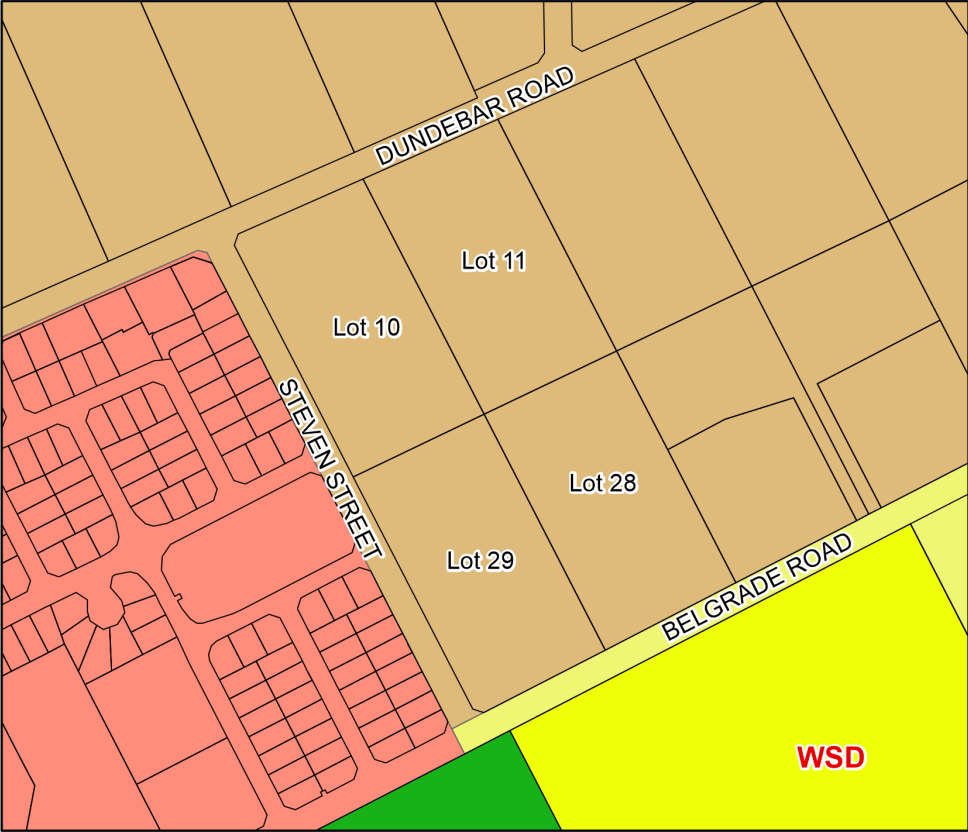 DUNDEBAR ROAD
Lot 11
Lot 10
STEVEN STREET
Lot 28
Lot 29
BELGRADE ROAD
WSD